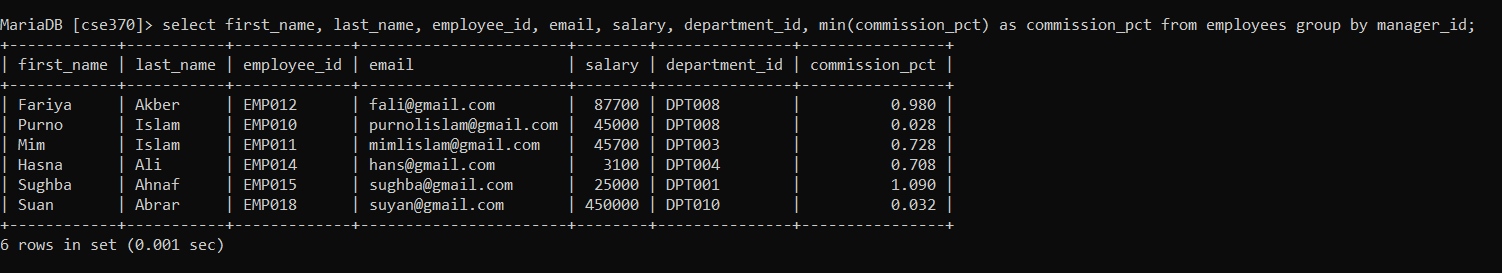 MariaDB [cse370]> select first_name, last_name, employee_id, email, salary, department_id, min(commission_pct) as commission_pct from employees group by manager_id;
+------------+-----------+-------------+----------------------+--------+---------------+----------------+
| first_name | last_name | employee_id | email                | salary | department_id | commission_pct |
+------------+-----------+-------------+----------------------+--------+---------------+----------------+
| Fariya     | Akber     | EMP012      | fali@gmail.com       |  87700 | DPT008        |          0.980 |
| Purno      | Islam     | EMP010      | purnolislam@gmail.com |  45000 | DPT008        |          0.028 |
| Mim        | Islam     | EMP011      | mimlislam@gmail.com  |  45700 | DPT003        |          0.728 |
| Hasna      | Ali       | EMP014      | hans@gmail.com       |   3100 | DPT004        |          0.708 |
| Sughba     | Ahnaf     | EMP015      | sughba@gmail.com     |  25000 | DPT001        |          1.090 |
| Suan       | Abrar     | EMP018      | suyan@gmail.com      | 450000 | DPT010        |          0.032 |
+------------+-----------+-------------+----------------------+--------+---------------+----------------+
6 rows in set (0.001 sec)